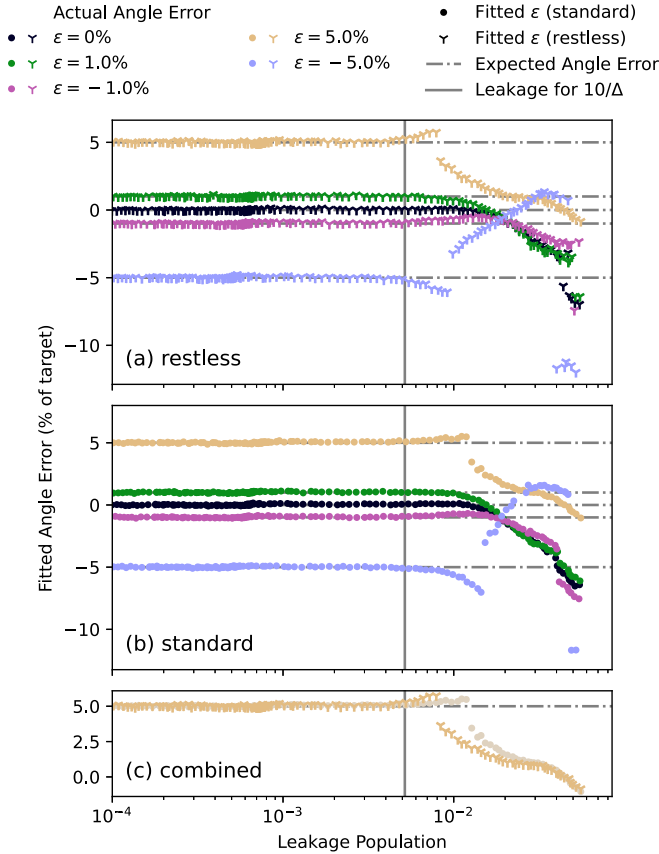 Actual Angle Error
ε = 0%
ε = 1.0%
ε = − 1.0%
ε = 5.0%
ε = − 5.0%
Fitted ε (standard)
Fitted ε (restless)
Expected Angle Error
Leakage for 10/Δ
Fitted Angle Error (% of target)
5
0
−5
−10
(a) restless
5
0
−5
−10
(b) standard
5.0
2.5
0.0
(c) combined
10⁻⁴
10⁻³
10⁻²
Leakage Population